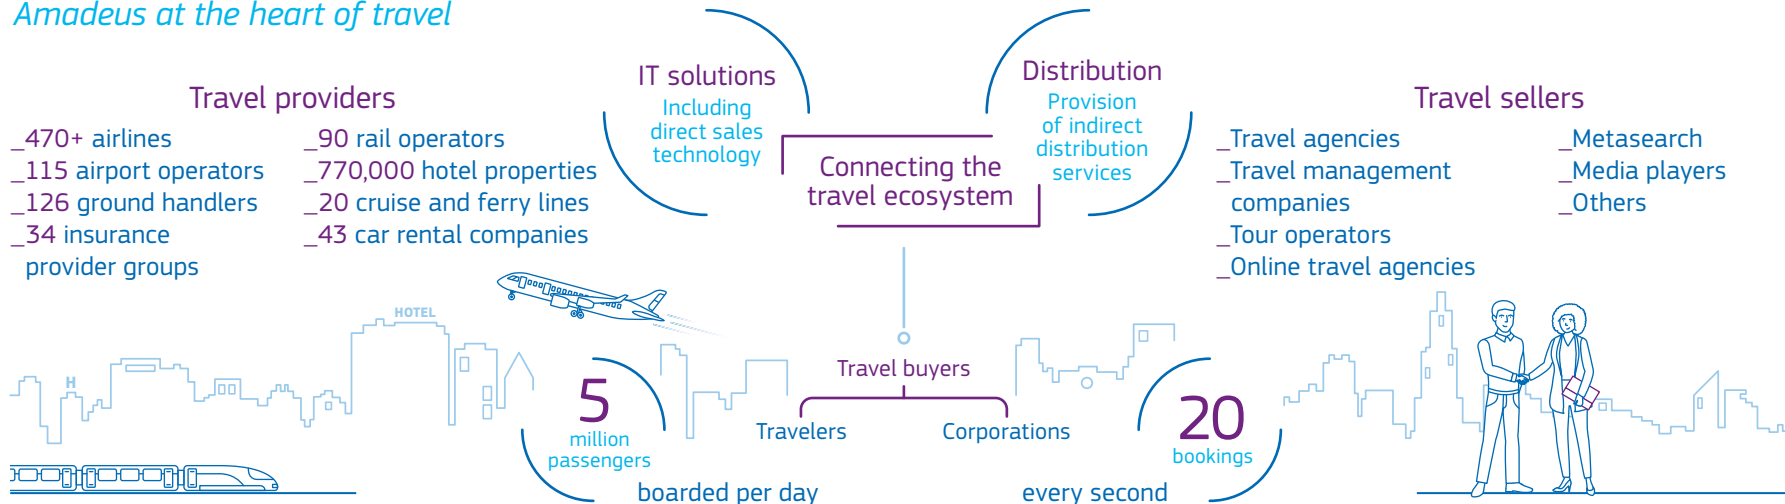 Amadeus at the heart of travel
Travel providers
_470+ airlines
_115 airport operators
_126 ground handlers
_34 insurance
provider groups
_90 rail operators
_770,000 hotel properties
_20 cruise and ferry lines
_43 car rental companies
IT solutions
Including
direct sales
technology
Connecting the
travel ecosystem
Distribution
Provision
of indirect
distribution
services
Travel sellers
_Travel agencies
_Travel management
companies
_Tour operators
_Online travel agencies
_Metasearch
_Media players
_Others
HOTEL
H
Travel buyers
Travelers
Corporations
5
million
passengers
boarded per day
20
bookings
every second